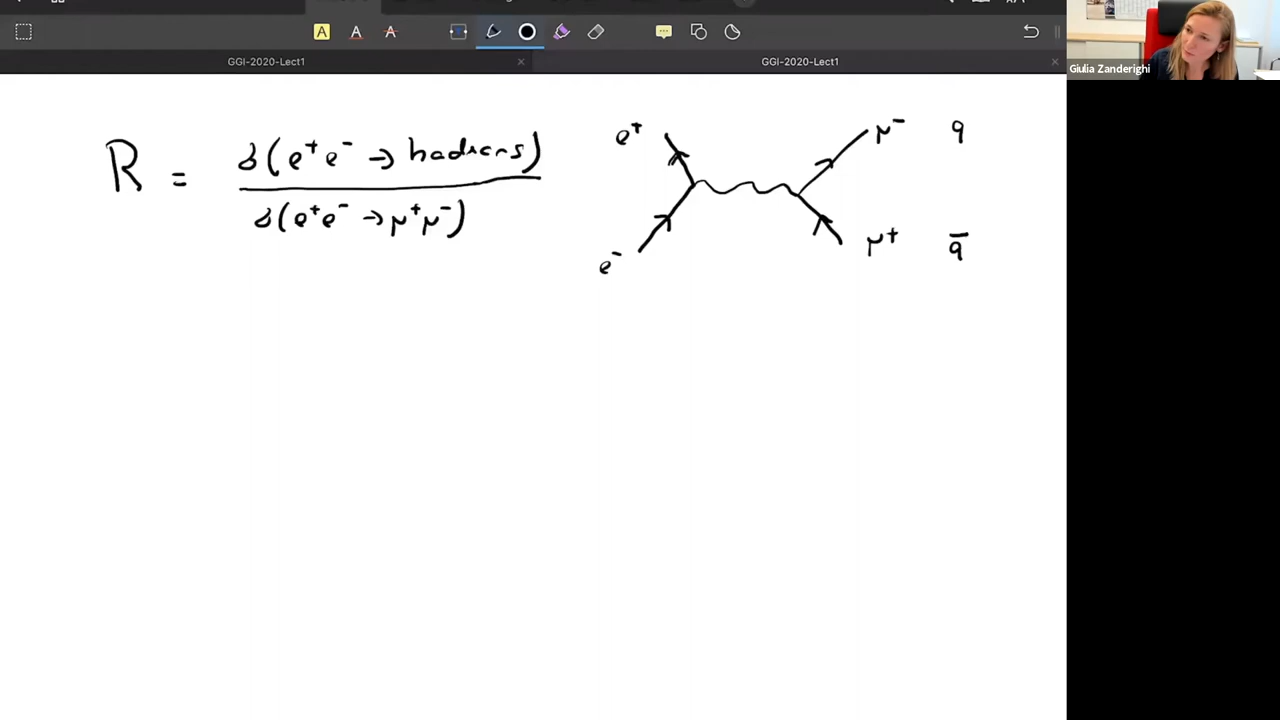 A A A
GGI-2020-Lect1 × GGI-2020-Lect1 ×
Giulia Zanderighi
R = σ(e⁺e⁻ → hadrons) / σ(e⁺e⁻ → μ⁺μ⁻)
e⁺ μ⁻ q
e⁻ μ⁺ q̄